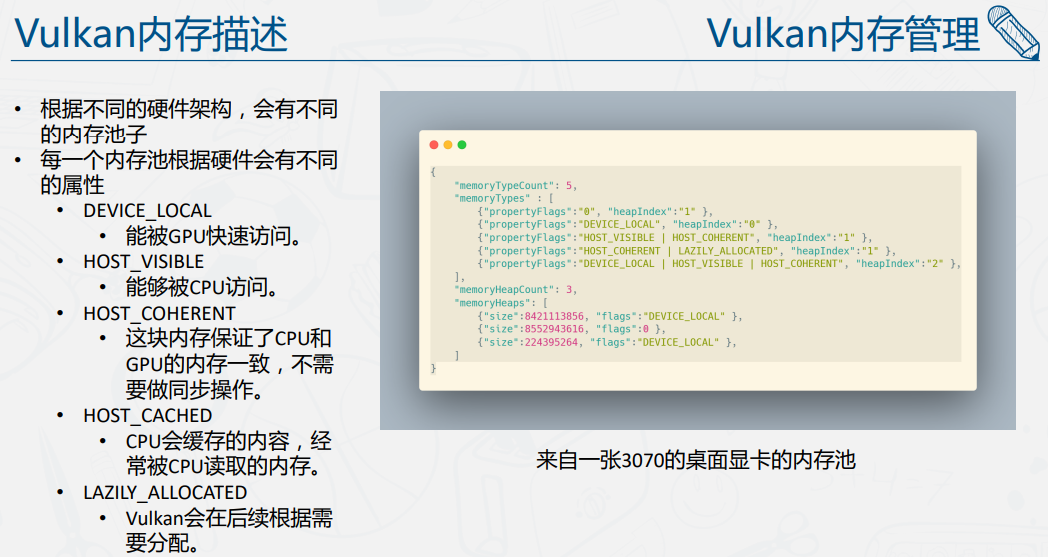 Vulkan内存描述
Vulkan内存管理
• 根据不同的硬件架构，会有不同
的内存池子
• 每一个内存池根据硬件会有不同
的属性
• DEVICE_LOCAL
• 能被GPU快速访问。
• HOST_VISIBLE
• 能够被CPU访问。
• HOST_COHERENT
• 这块内存保证了CPU和
GPU的内存一致，不需
要做同步操作。
• HOST_CACHED
• CPU会缓存的内容，经
常被CPU读取的内存。
• LAZILY_ALLOCATED
• Vulkan会在后续根据需
要分配。
{
"memoryTypeCount": 5,
"memoryTypes" : [
{"propertyFlags":"0", "heapIndex":"1" },
{"propertyFlags":"DEVICE_LOCAL", "heapIndex":"0" },
{"propertyFlags":"HOST_VISIBLE | HOST_COHERENT", "heapIndex":"1" },
{"propertyFlags":"HOST_COHERENT | LAZILY_ALLOCATED", "heapIndex":"1" },
{"propertyFlags":"DEVICE_LOCAL | HOST_VISIBLE | HOST_COHERENT", "heapIndex":"2" },
],
"memoryHeapCount": 3,
"memoryHeaps": [
{"size":8421113856, "flags":"DEVICE_LOCAL" },
{"size":8552943616, "flags":0 },
{"size":224395264, "flags":"DEVICE_LOCAL" },
]
}
来自一张3070的桌面显卡的内存池